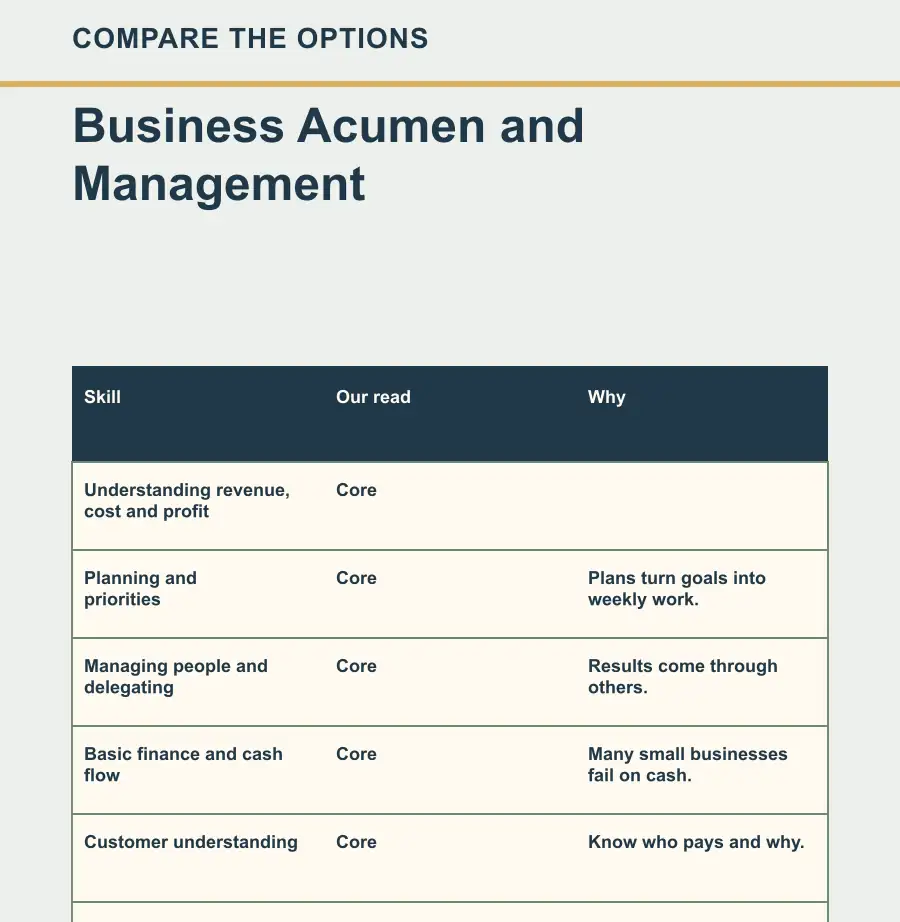 COMPARE THE OPTIONS
Business Acumen and
Management
Skill Our read Why
Understanding revenue, Core
cost and profit
Planning and Core Plans turn goals into
priorities weekly work.
Managing people and Core Results come through
delegating others.
Basic finance and cash Core Many small businesses
flow fail on cash.
Customer understanding Core Know who pays and why.